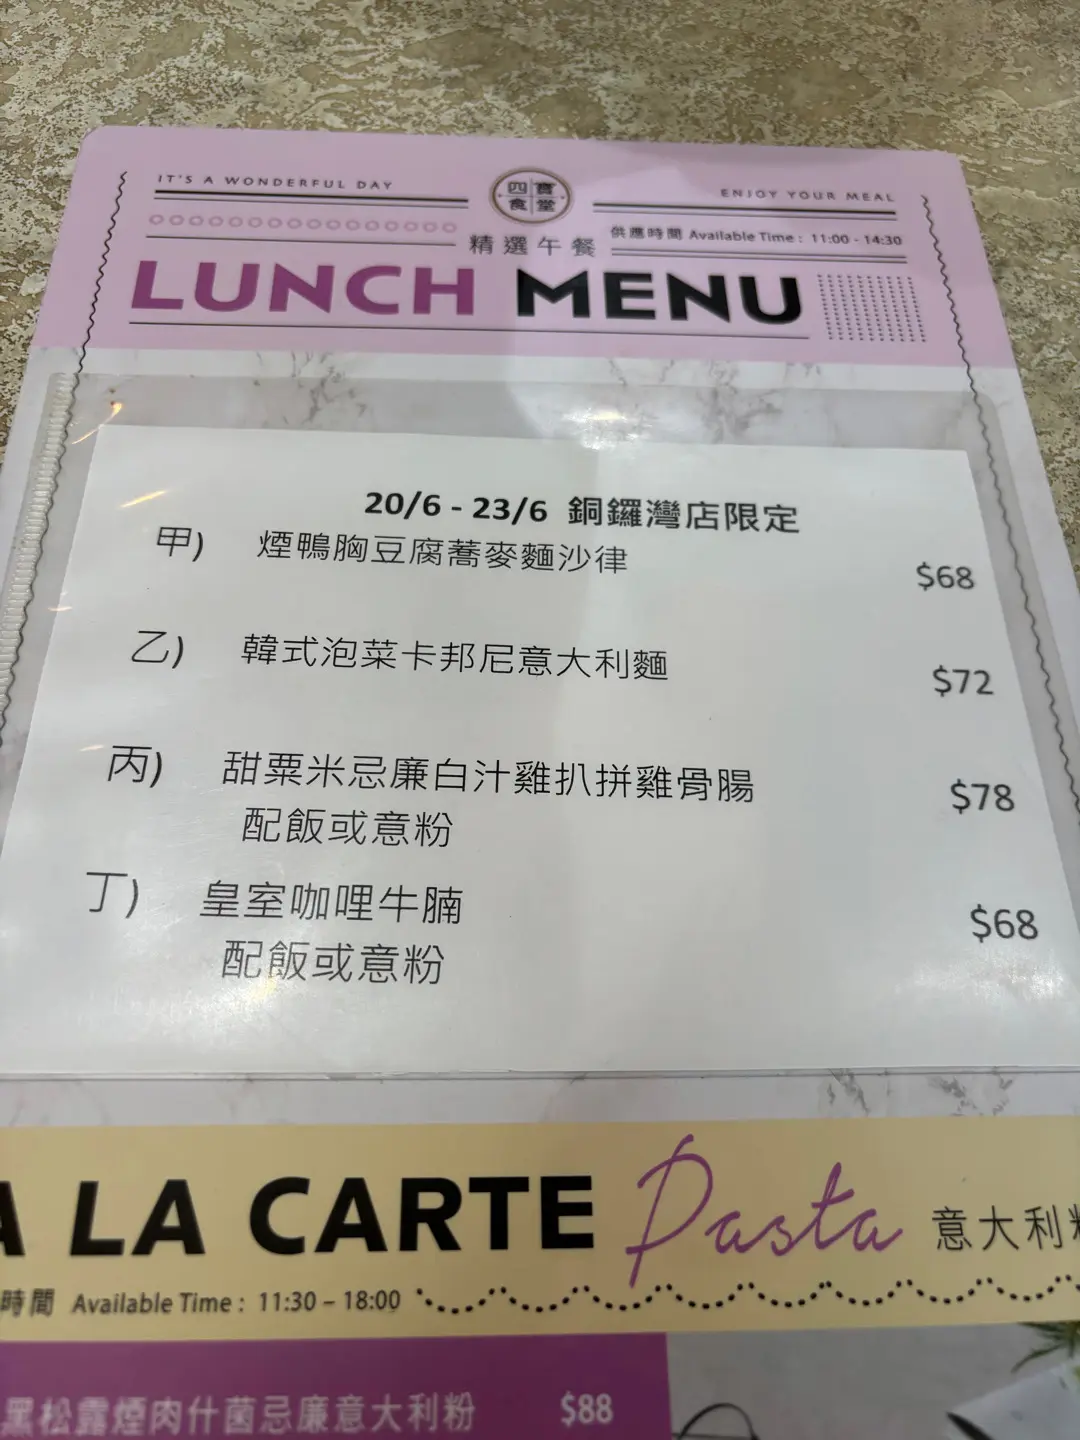 IT'S A WONDERFUL DAY
四寶
食堂
ENJOY YOUR MEAL
精選午餐
供應時間 Available Time : 11:00 - 14:30
LUNCH MENU
20/6 - 23/6 銅鑼灣店限定
甲) 煙鴨胸豆腐蕎麥麵沙律 $68
乙) 韓式泡菜卡邦尼意大利麵 $72
丙) 甜粟米忌廉白汁雞扒拼雞骨腸 $78
配飯或意粉
丁) 皇室咖哩牛腩 $68
配飯或意粉
A LA CARTE Pasta 意大利粉
時間 Available Time : 11:30 – 18:00
黑松露煙肉什菌忌廉意大利粉 $88